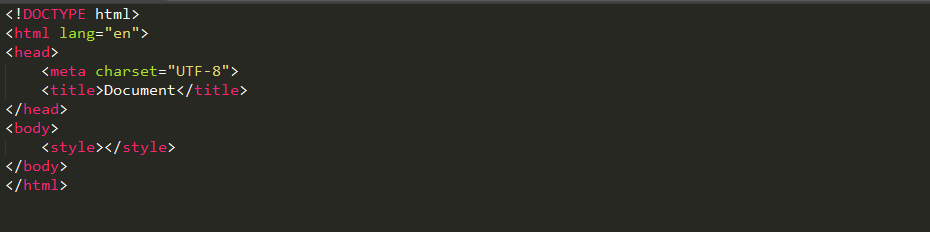 <!DOCTYPE html>
<html lang="en">
<head>
    <meta charset="UTF-8">
    <title>Document</title>
</head>
<body>
    <style></style>
</body>
</html>